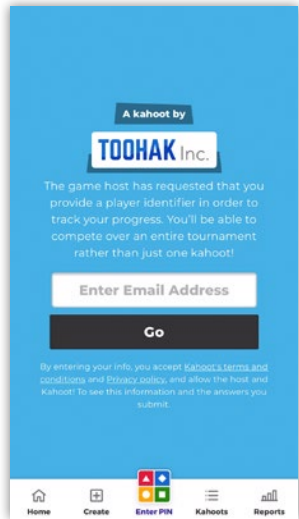 A kahoot by
TOOHAK Inc.
The game host has requested that you
provide a player identifier in order to
track your progress. You'll be able to
compete over an entire tournament
rather than just one kahoot!
Enter Email Address
Go
By entering your info, you accept Kahoot's terms and
conditions and Privacy policy, and allow the host and
Kahoot! To see this information and the answers you
submit.
Home Create Enter PIN Kahoots Reports